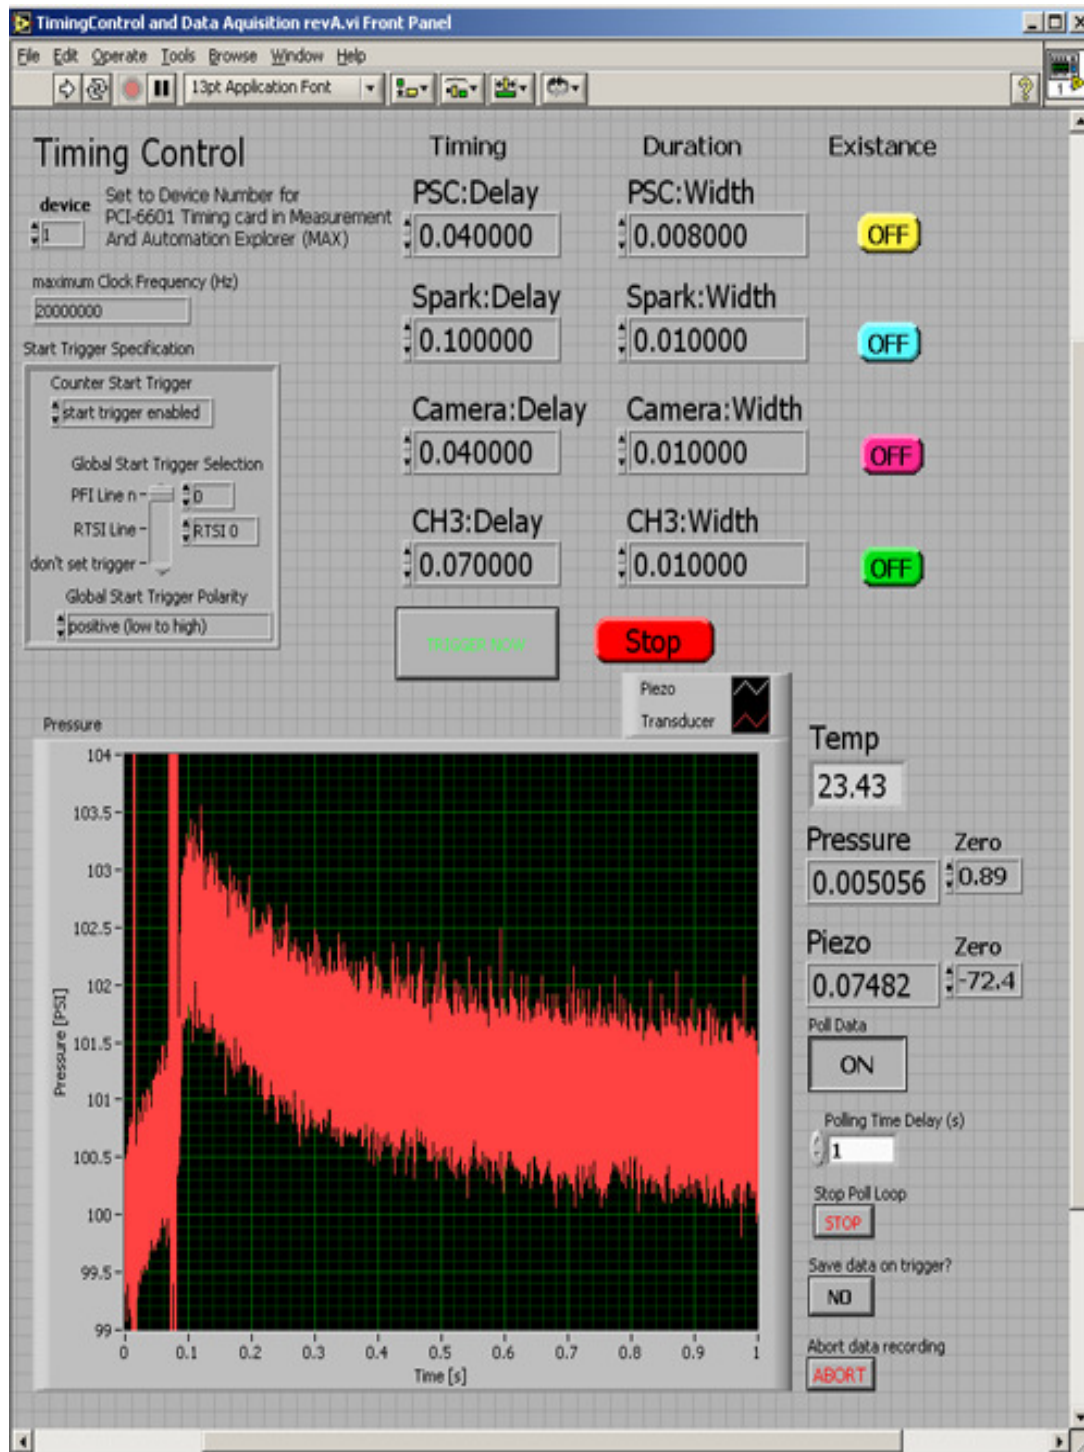 TimingControl and Data Aquisition revA.vi Front Panel
File Edit Operate Tools Browse Window Help
13pt Application Font
1
Timing Control
Timing Duration Existance
device
1
Set to Device Number for
PCI-6601 Timing card in Measurement
And Automation Explorer (MAX)
PSC:Delay PSC:Width
0.040000 0.008000 OFF
maximum Clock Frequency (Hz)
20000000
Spark:Delay Spark:Width
0.100000 0.010000 OFF
Start Trigger Specification
Counter Start Trigger
start trigger enabled
Camera:Delay Camera:Width
0.040000 0.010000 OFF
Global Start Trigger Selection
PFI Line n 0
RTSI Line RTSI 0
don't set trigger
CH3:Delay CH3:Width
0.070000 0.010000 OFF
Global Start Trigger Polarity
positive (low to high)
TRIGGER NOW Stop
Piezo
Transducer
Pressure
Pressure [PSI]
104
103.5
103
102.5
102
101.5
101
100.5
100
99.5
99
0 0.1 0.2 0.3 0.4 0.5 0.6 0.7 0.8 0.9 1
Time [s]
Temp
23.43
Pressure Zero
0.005056 0.89
Piezo Zero
0.07482 -72.4
Poll Data
ON
Polling Time Delay (s)
1
Stop Poll Loop
STOP
Save data on trigger?
NO
Abort data recording
ABORT